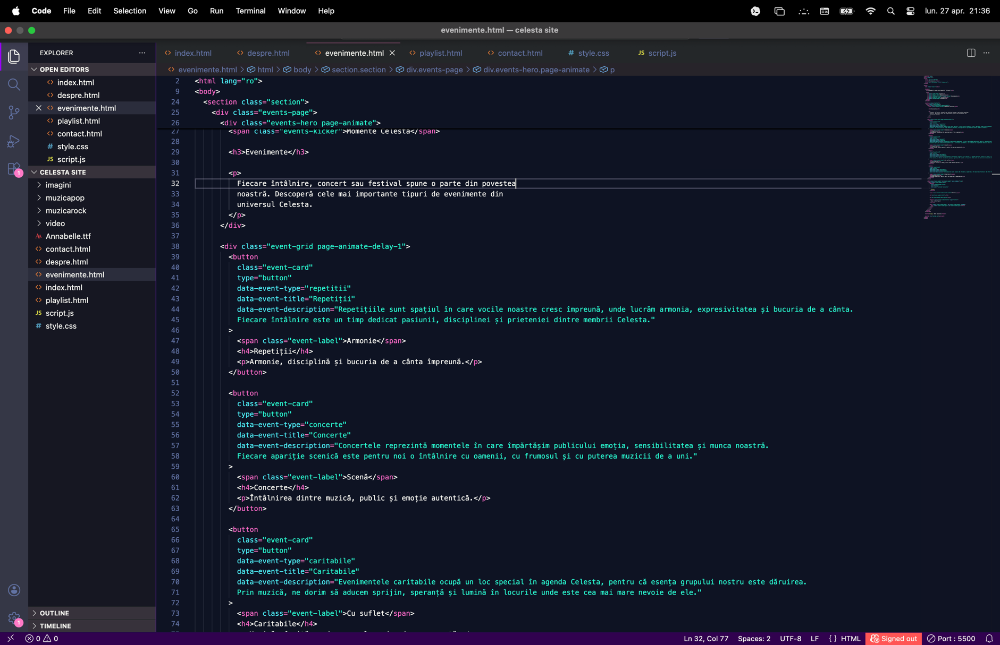 Code File Edit Selection View Go Run Terminal Window Help lun. 27 apr. 21:36
evenimente.html — celesta site
EXPLORER
index.html despre.html evenimente.html playlist.html contact.html # style.css JS script.js
evenimente.html > html > body > section.section > div.events-page > div.events-hero.page-animate > p
OPEN EDITORS
index.html
despre.html
evenimente.html
playlist.html
contact.html
# style.css
JS script.js
CELESTA SITE
imagini
muzicapop
muzicarock
video
Annabelle.ttf
contact.html
despre.html
evenimente.html
index.html
playlist.html
JS script.js
# style.css
OUTLINE
TIMELINE
1
1
2 <html lang="ro">
9 <body>
24 <section class="section">
25 <div class="events-page">
26 <div class="events-hero page-animate">
27 <span class="events-kicker">Momente Celesta</span>
28
29 <h3>Evenimente</h3>
30
31 <p>
32 Fiecare întâlnire, concert sau festival spune o parte din povestea
33 noastră. Descoperă cele mai importante tipuri de evenimente din
34 universul Celesta.
35 </p>
36 </div>
37
38 <div class="event-grid page-animate-delay-1">
39 <button
40 class="event-card"
41 type="button"
42 data-event-type="repetitii"
43 data-event-title="Repetiții"
44 data-event-description="Repetițiile sunt spațiul în care vocile noastre cresc împreună, unde lucrăm armonia, expresivitatea și bucuria de a cânta.
45 Fiecare întâlnire este un timp dedicat pasiunii, disciplinei și prieteniei dintre membrii Celesta."
46 >
47 <span class="event-label">Armonie</span>
48 <h4>Repetiții</h4>
49 <p>Armonie, disciplină și bucuria de a cânta împreună.</p>
50 </button>
51
52 <button
53 class="event-card"
54 type="button"
55 data-event-type="concerte"
56 data-event-title="Concerte"
57 data-event-description="Concertele reprezintă momentele în care împărtășim publicului emoția, sensibilitatea și munca noastră.
58 Fiecare apariție scenică este pentru noi o întâlnire cu oamenii, cu frumosul și cu puterea muzicii de a uni."
59 >
60 <span class="event-label">Scenă</span>
61 <h4>Concerte</h4>
62 <p>Întâlnirea dintre muzică, public și emoție autentică.</p>
63 </button>
64
65 <button
66 class="event-card"
67 type="button"
68 data-event-type="caritabile"
69 data-event-title="Caritabile"
70 data-event-description="Evenimentele caritabile ocupă un loc special în agenda Celesta, pentru că esența grupului nostru este dăruirea.
71 Prin muzică, ne dorim să aducem sprijin, speranță și lumină în locurile unde este cea mai mare nevoie de ele."
72 >
73 <span class="event-label">Cu suflet</span>
74 <h4>Caritabile</h4>
0 0 Ln 32, Col 77 Spaces: 2 UTF-8 LF {} HTML Signed out Port : 5500